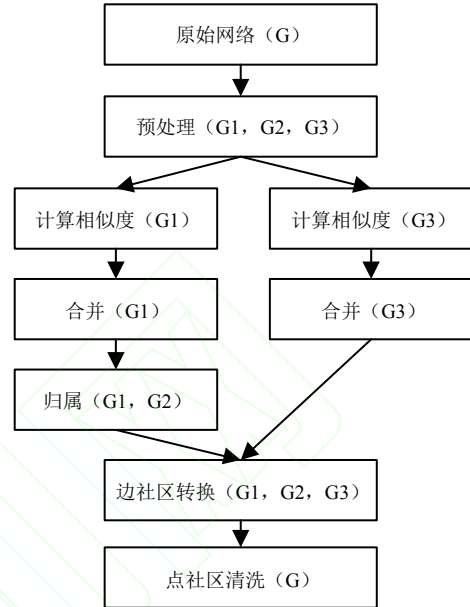 原始网络（G）
预处理（G1，G2，G3）
计算相似度（G1）
计算相似度（G3）
合并（G1）
合并（G3）
归属（G1，G2）
边社区转换（G1，G2，G3）
点社区清洗（G）